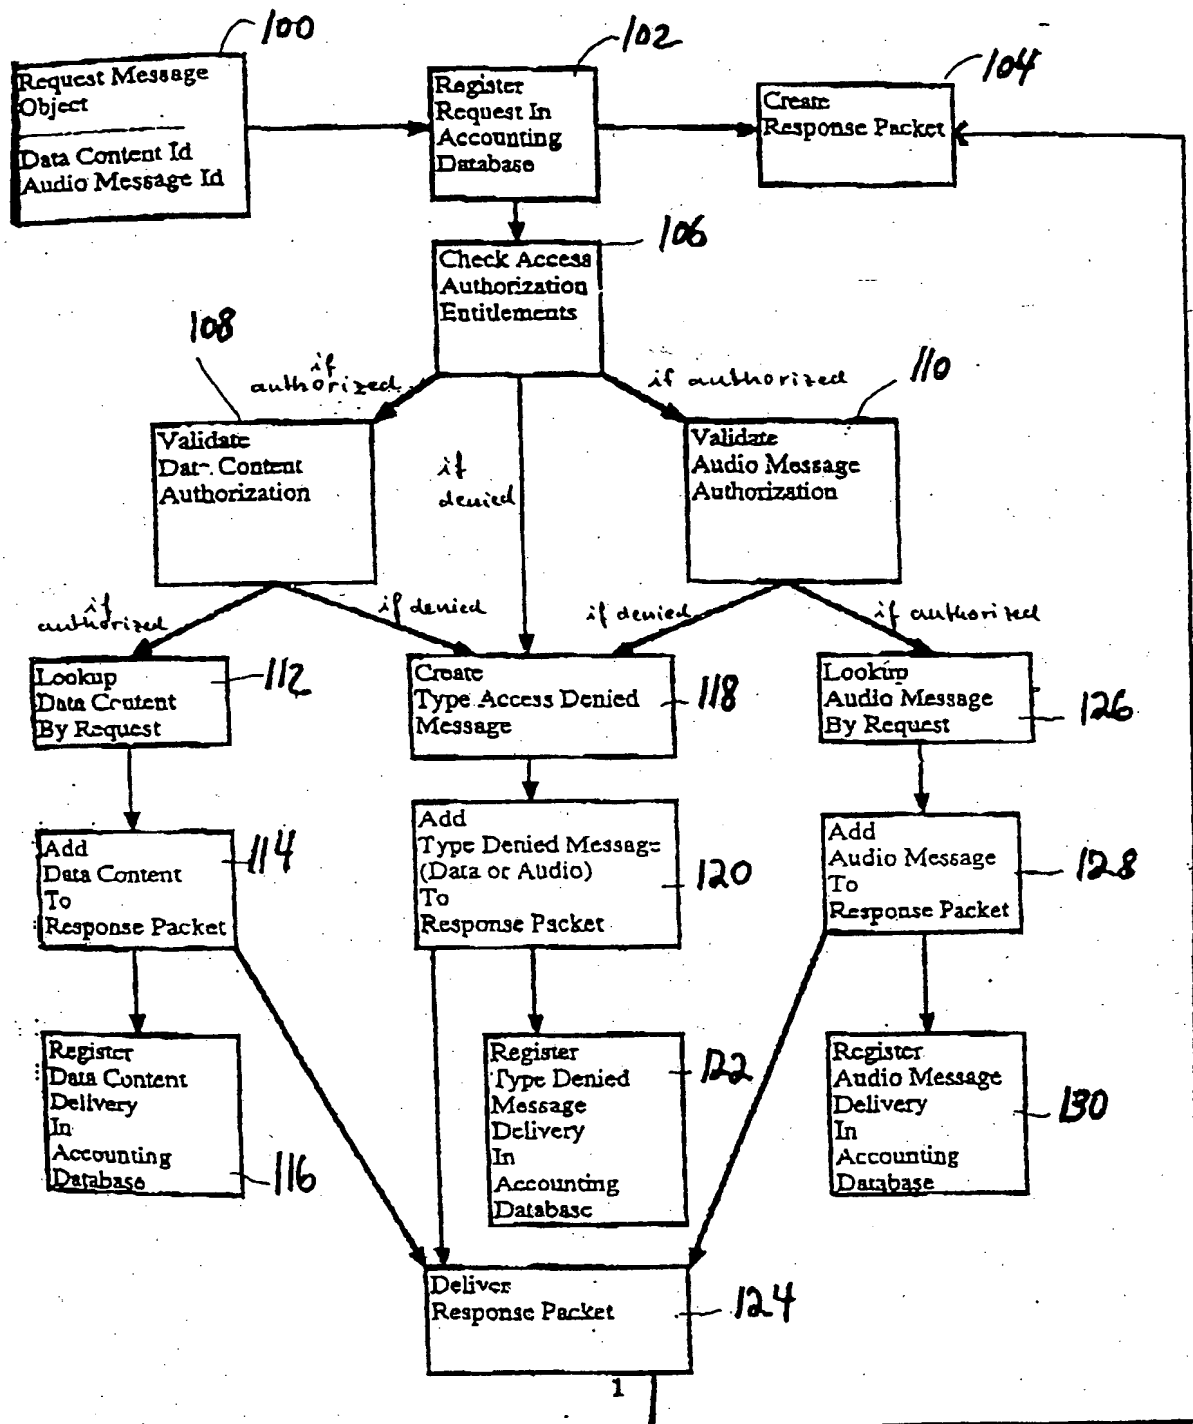 100
Request Message
Object
Data Content Id
Audio Message Id
102
Register
Request In
Accounting
Database
104
Create
Response Packet
106
Check Access
Authorization
Entitlements
108
if
authorized
if authorized
110
Validate
Content
Authorization
if
denied
Validate
Audio Message
Authorization
if
authorized
if denied
if denied
if authorized
Lookup
Data Content
By Request
112
Create
Type Access Denied
Message
118
Lookup
Audio Message
By Request
126
Add
Data Content
To
Response Packet
114
Add
Type Denied Message
(Data or Audio)
To
Response Packet
120
Add
Audio Message
To
Response Packet
128
Register
Data Content
Delivery
In
Accounting
Database
116
Register
Type Denied
Message
Delivery
In
Accounting
Database
122
Register
Audio Message
Delivery
In
Accounting
Database
130
Deliver
Response Packet
124
1